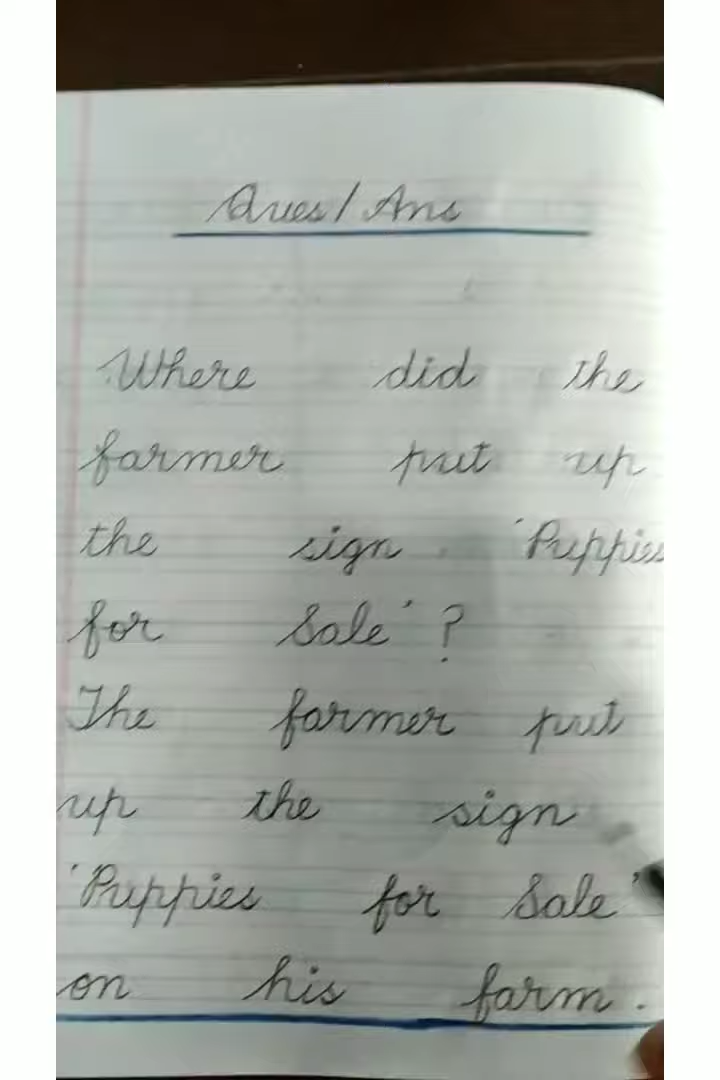 Ques/Ans
Where did the
farmer put up
the sign 'Puppies
for Sale'?
The farmer put
up the sign
'Puppies for Sale'
on his farm.